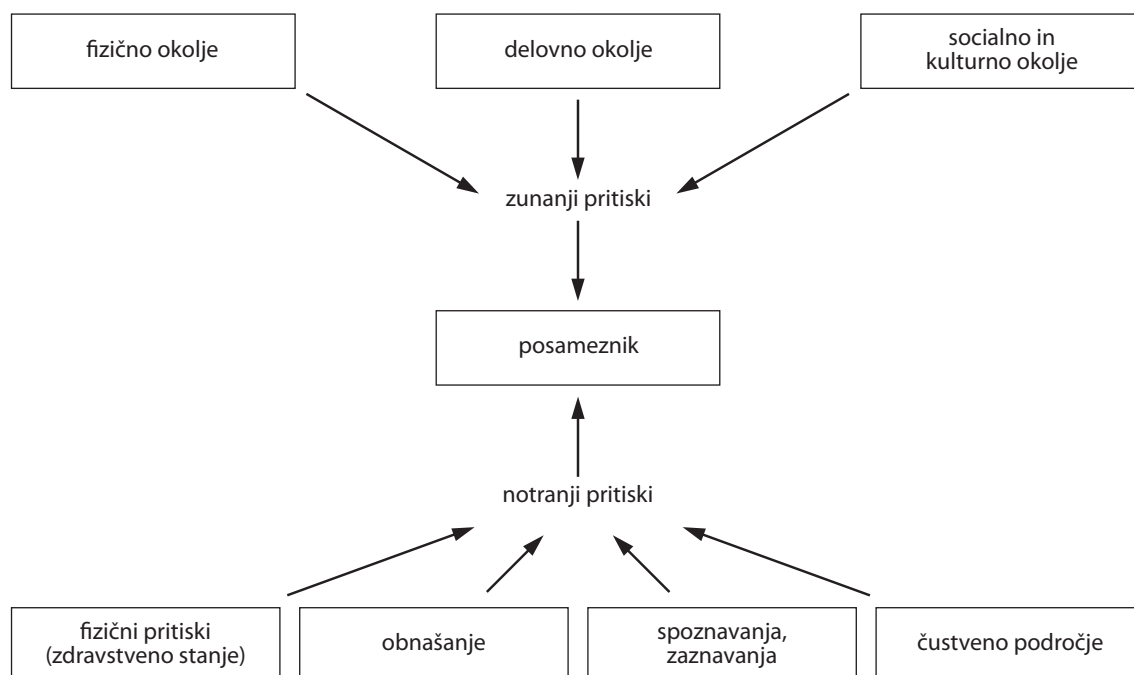 fizično okolje
delovno okolje
socialno in
kulturno okolje
zunanji pritiski
posameznik
notranji pritiski
fizični pritiski
(zdravstveno stanje)
obnašanje
spoznavanja,
zaznavanja
čustveno področje